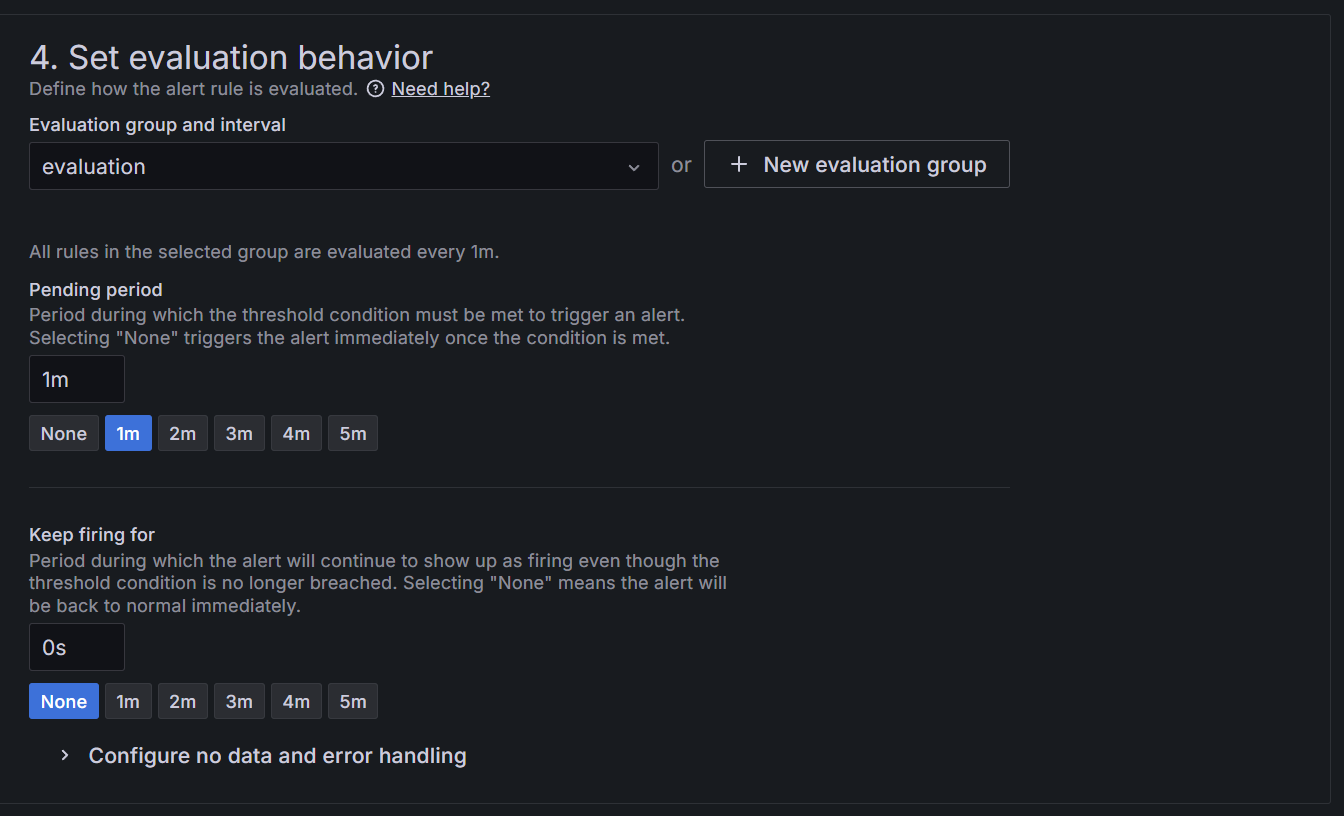 4. Set evaluation behavior
Define how the alert rule is evaluated. Need help?
Evaluation group and interval
evaluation or + New evaluation group
All rules in the selected group are evaluated every 1m.
Pending period
Period during which the threshold condition must be met to trigger an alert.
Selecting "None" triggers the alert immediately once the condition is met.
1m
None 1m 2m 3m 4m 5m
Keep firing for
Period during which the alert will continue to show up as firing even though the
threshold condition is no longer breached. Selecting "None" means the alert will
be back to normal immediately.
0s
None 1m 2m 3m 4m 5m
Configure no data and error handling